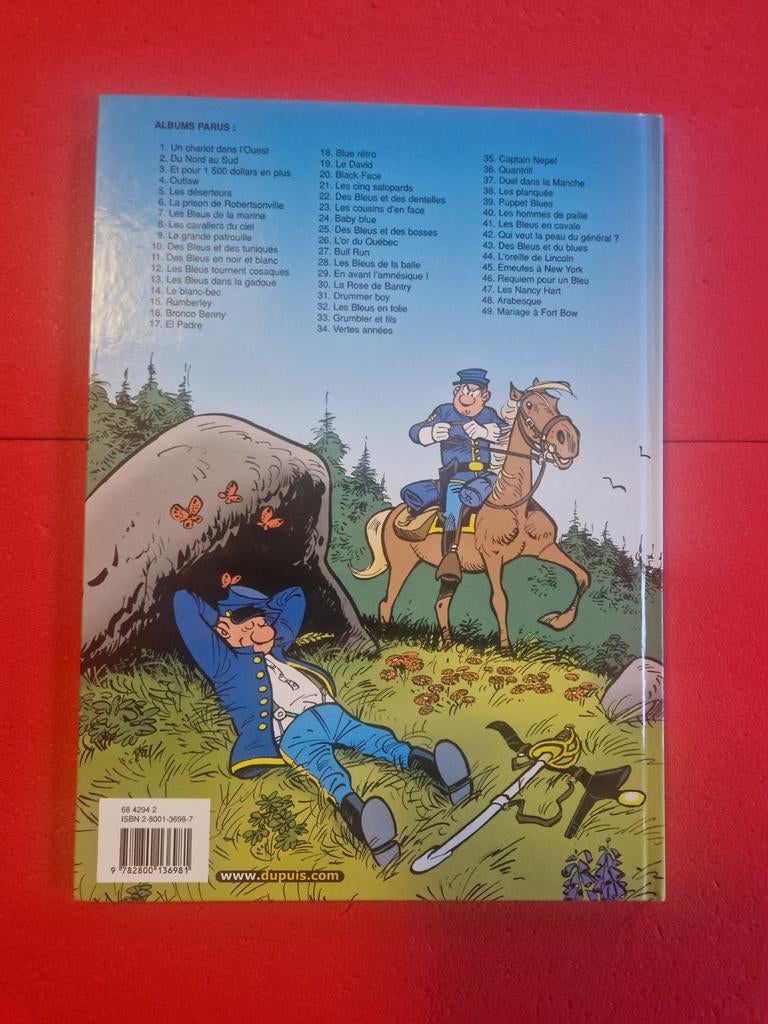 ALBUMS PARUS :
1. Un chariot dans l'Ouest
2. Du Nord au Sud
3. Et pour 1 500 dollars en plus
4. Outlaw
5. Les déserteurs
6. La prison de Robertsonville
7. Les Bleus de la marine
8. Les cavaliers du ciel
9. La grande patrouille
10. Des Bleus et des tuniques
11. Des Bleus en noir et blanc
12. Les Bleus tournent cosaques
13. Les Bleus dans la gadoue
14. Le blanc-bec
15. Rumberley
16. Bronco Benny
17. El Padre
18. Blue rétro
19. Le David
20. Black Face
21. Les cinq salopards
22. Des Bleus et des dentelles
23. Les cousins d'en face
24. Baby blue
25. Des Bleus et des bosses
26. L'or du Québec
27. Bull Run
28. Les Bleus de la balle
29. En avant l'amnésique !
30. La Rose de Bantry
31. Drummer boy
32. Les Bleus en folie
33. Grumbler et fils
34. Vertes années
35. Captain Nepel
36. Quantrill
37. Duel dans la Manche
38. Les planqués
39. Puppet Blues
40. Les hommes de paille
41. Les Bleus en cavale
42. Qui veut la peau du général ?
43. Des Bleus et du blues
44. L'oreille de Lincoln
45. Émeutes à New York
46. Requiem pour un Bleu
47. Les Nancy Hart
48. Arabesque
49. Mariage à Fort Bow
68 4294 2
ISBN 2-8001-3698-7
9 782800 136981
www.dupuis.com